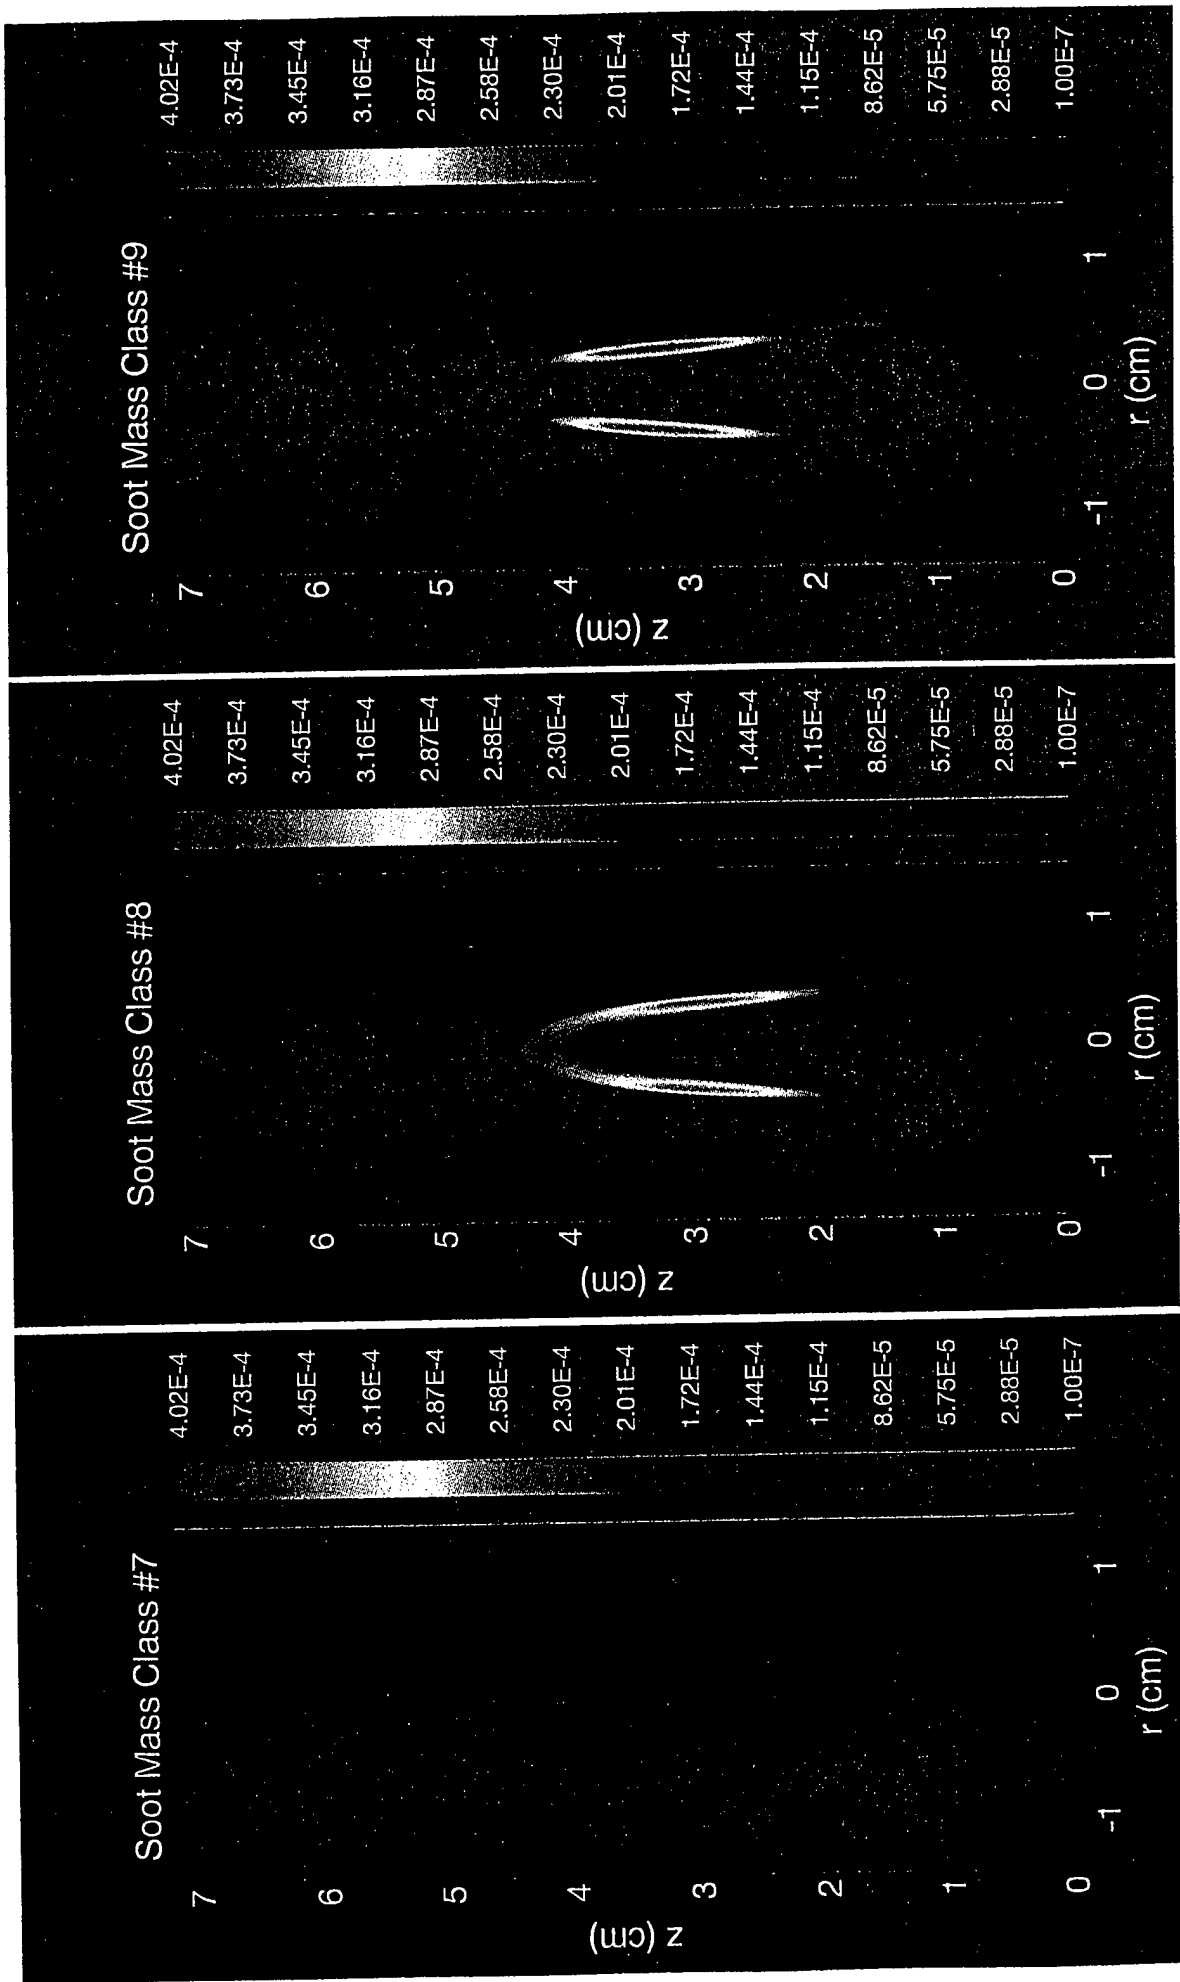 Soot Mass Class #7
7
6
5
4
3
2
1
0
z (cm)
-1
0
1
r (cm)
4.02E-4
3.73E-4
3.45E-4
3.16E-4
2.87E-4
2.58E-4
2.30E-4
2.01E-4
1.72E-4
1.44E-4
1.15E-4
8.62E-5
5.75E-5
2.88E-5
1.00E-7
Soot Mass Class #8
7
6
5
4
3
2
1
0
z (cm)
-1
0
1
r (cm)
4.02E-4
3.73E-4
3.45E-4
3.16E-4
2.87E-4
2.58E-4
2.30E-4
2.01E-4
1.72E-4
1.44E-4
1.15E-4
8.62E-5
5.75E-5
2.88E-5
1.00E-7
Soot Mass Class #9
7
6
5
4
3
2
1
0
z (cm)
-1
0
1
r (cm)
4.02E-4
3.73E-4
3.45E-4
3.16E-4
2.87E-4
2.58E-4
2.30E-4
2.01E-4
1.72E-4
1.44E-4
1.15E-4
8.62E-5
5.75E-5
2.88E-5
1.00E-7